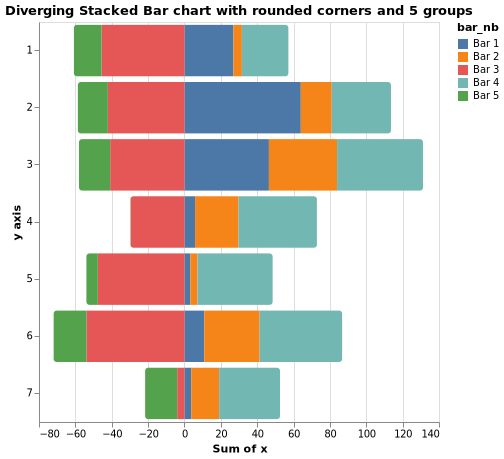 Diverging Stacked Bar chart with rounded corners and 5 groups
bar_nb
Bar 1
Bar 2
Bar 3
Bar 4
Bar 5
y axis
1
2
3
4
5
6
7
−80 −60 −40 −20 0 20 40 60 80 100 120 140
Sum of x